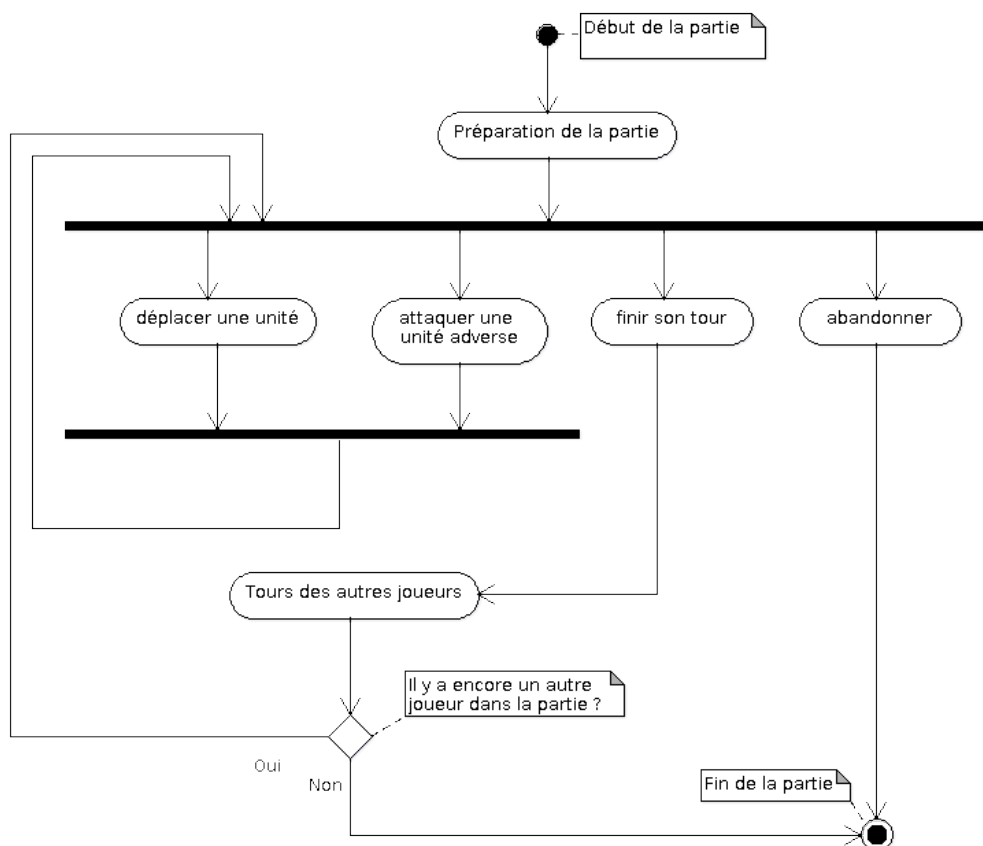 Début de la partie
Préparation de la partie
déplacer une unité
attaquer une
unité adverse
finir son tour
abandonner
Tours des autres joueurs
Il y a encore un autre
joueur dans la partie ?
Oui
Non
Fin de la partie